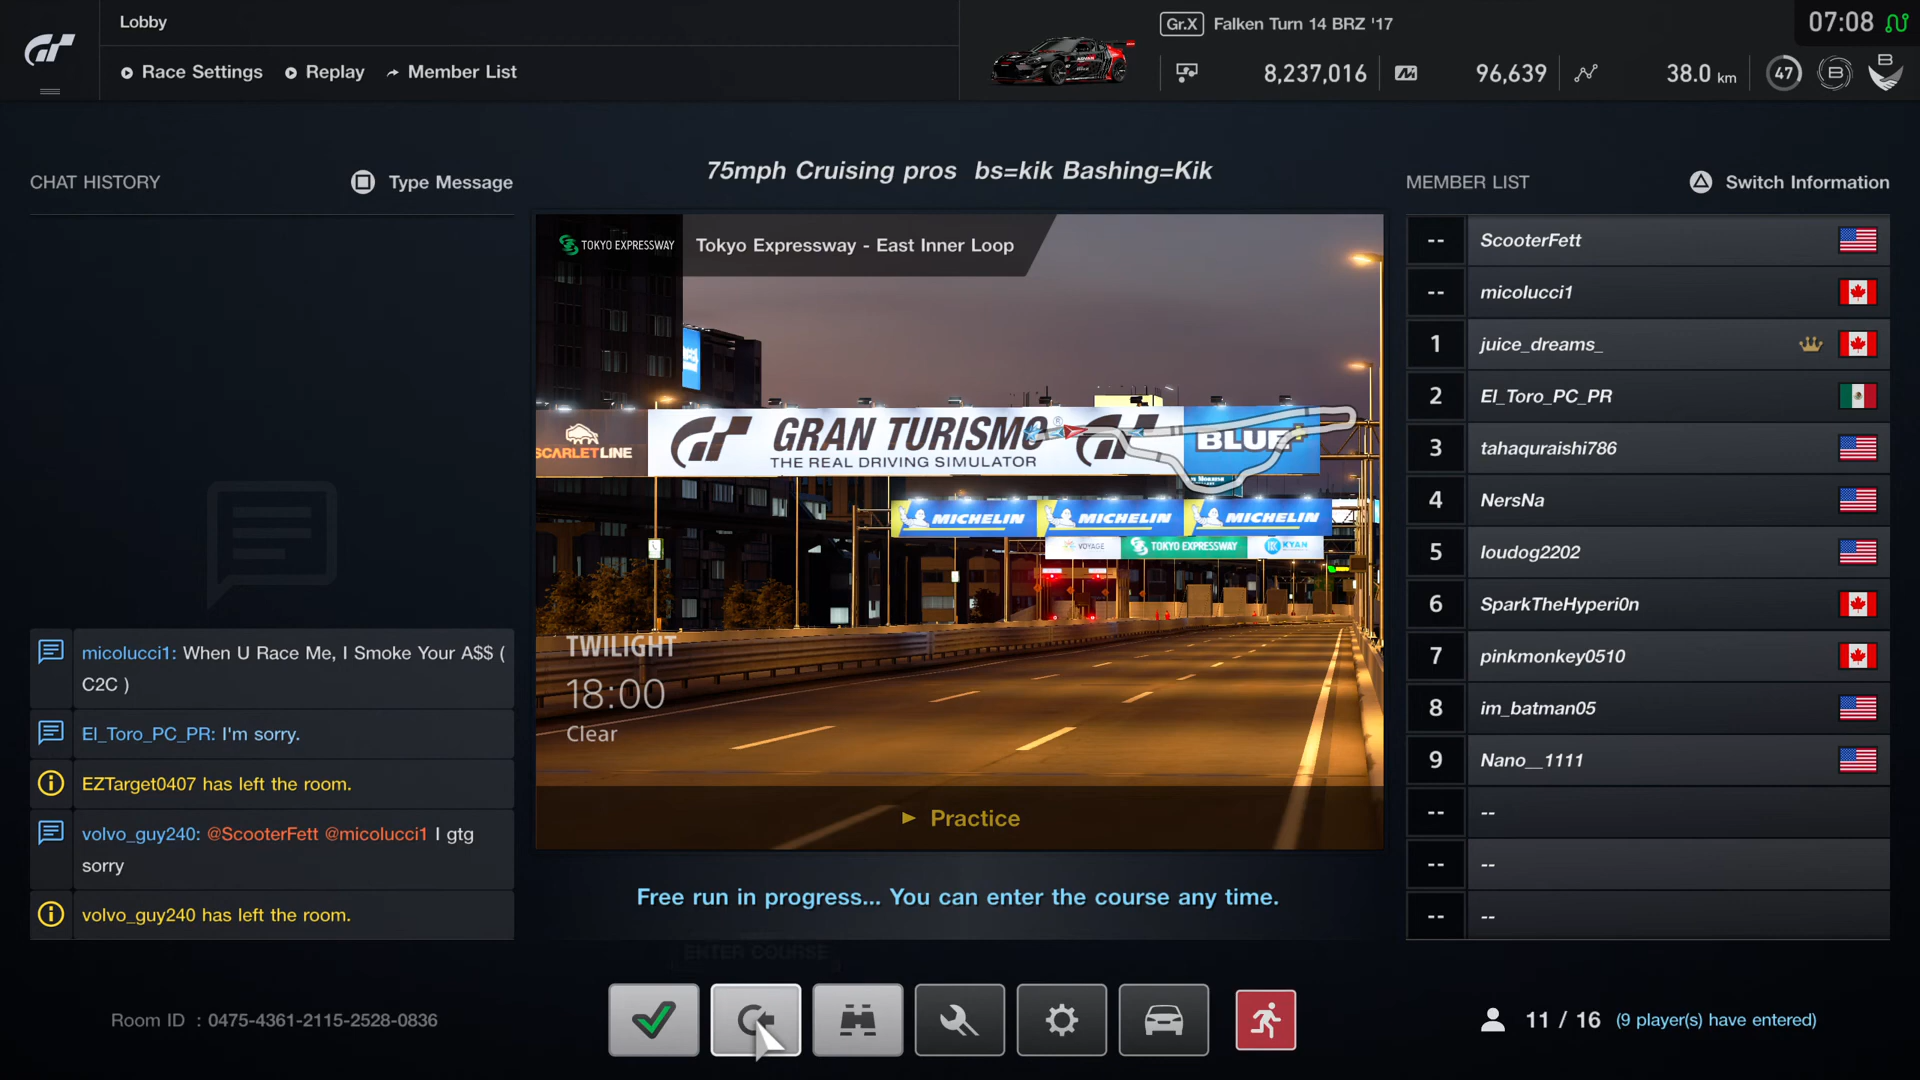 Lobby
Race Settings
Replay
Member List
Gr.X
Falken Turn 14 BRZ '17
8,237,016
96,639
38.0 km
47
B
B
07:08
CHAT HISTORY
Type Message
75mph Cruising pros bs=kik Bashing=Kik
MEMBER LIST
Switch Information
TOKYO EXPRESSWAY
Tokyo Expressway - East Inner Loop
SCARLETLINE
GRAN TURISMO
THE REAL DRIVING SIMULATOR
BLUE
MICHELIN
MICHELIN
MICHELIN
VOYAGE
TOKYO EXPRESSWAY
KYAN
TWILIGHT
18:00
Clear
Practice
Free run in progress... You can enter the course any time.
ENTER COURSE
micolucci1: When U Race Me, I Smoke Your A$$ (
C2C )
El_Toro_PC_PR: I'm sorry.
EZTarget0407 has left the room.
volvo_guy240: @ScooterFett @micolucci1 I gtg
sorry
volvo_guy240 has left the room.
-- ScooterFett
-- micolucci1
1 juice_dreams_
2 El_Toro_PC_PR
3 tahaquraishi786
4 NersNa
5 loudog2202
6 SparkTheHyperi0n
7 pinkmonkey0510
8 im_batman05
9 Nano__1111
-- --
-- --
-- --
Room ID : 0475-4361-2115-2528-0836
11 / 16 (9 player(s) have entered)